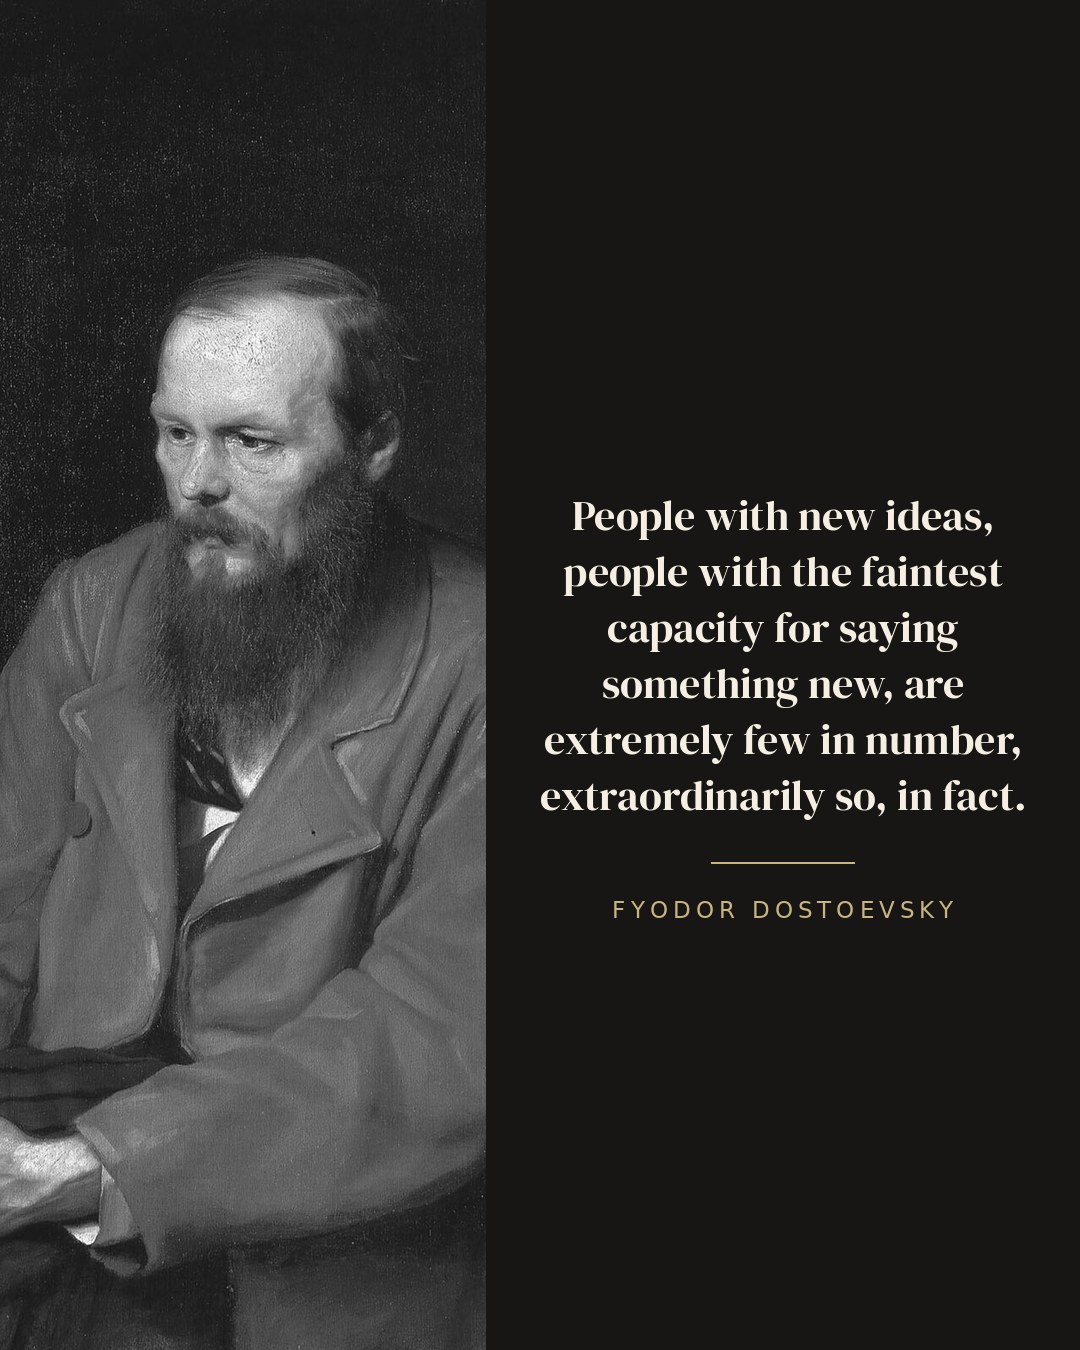 People with new ideas,
people with the faintest
capacity for saying
something new, are
extremely few in number,
extraordinarily so, in fact.
FYODOR DOSTOEVSKY